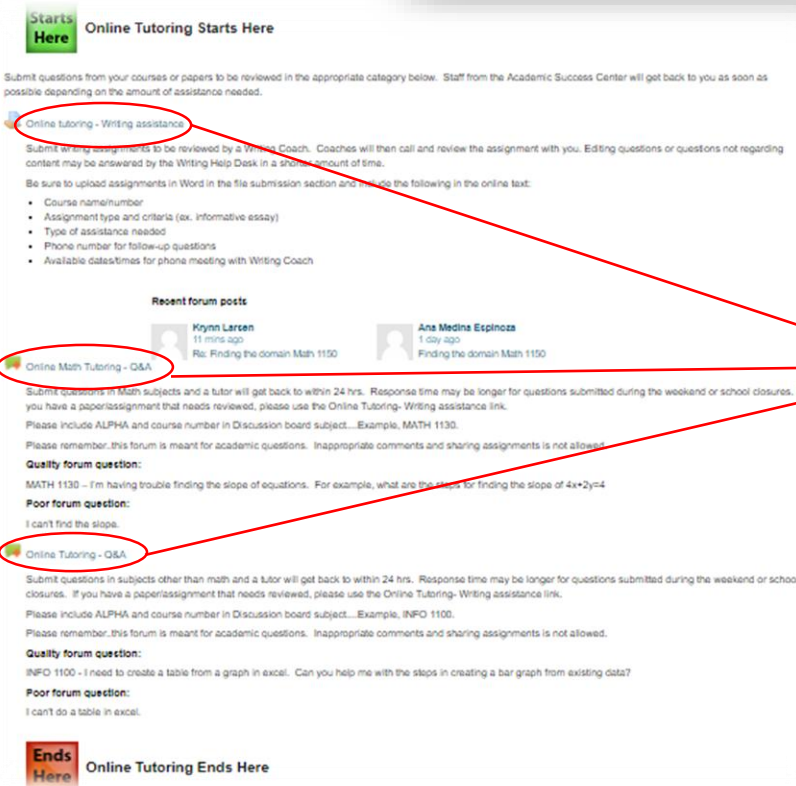 Starts
Here
Online Tutoring Starts Here
Submit questions from your courses or papers to be reviewed in the appropriate category below. Staff from the Academic Success Center will get back to you as soon as
possible depending on the amount of assistance needed.
Online tutoring - Writing assistance
Submit writing assignments to be reviewed by a Writing Coach. Coaches will then call and review the assignment with you. Editing questions or questions not regarding
content may be answered by the Writing Help Desk in a shorter amount of time.
Be sure to upload assignments in Word in the file submission section and include the following in the online text:
• Course name/number
• Assignment type and criteria (ex. informative essay)
• Type of assistance needed
• Phone number for follow-up questions
• Available dates/times for phone meeting with Writing Coach
Recent forum posts
Krynn Larsen
11 mins ago
Re: Finding the domain Math 1150
Ana Medina Espinoza
1 day ago
Finding the domain Math 1150
Online Math Tutoring - Q&A
Submit questions in Math subjects and a tutor will get back to within 24 hrs. Response time may be longer for questions submitted during the weekend or school closures.
you have a paper/assignment that needs reviewed, please use the Online Tutoring- Writing assistance link.
Please include ALPHA and course number in Discussion board subject....Example, MATH 1130.
Please remember..this forum is meant for academic questions. Inappropriate comments and sharing assignments is not allowed.
Quality forum question:
MATH 1130 – I'm having trouble finding the slope of equations. For example, what are the steps for finding the slope of 4x+2y=4
Poor forum question:
I can't find the slope.
Online Tutoring - Q&A
Submit questions in subjects other than math and a tutor will get back to within 24 hrs. Response time may be longer for questions submitted during the weekend or schoo
closures. If you have a paper/assignment that needs reviewed, please use the Online Tutoring- Writing assistance link.
Please include ALPHA and course number in Discussion board subject....Example, INFO 1100.
Please remember..this forum is meant for academic questions. Inappropriate comments and sharing assignments is not allowed.
Quality forum question:
INFO 1100 - I need to create a table from a graph in excel. Can you help me with the steps in creating a bar graph from existing data?
Poor forum question:
I can't do a table in excel.
Ends
Here
Online Tutoring Ends Here